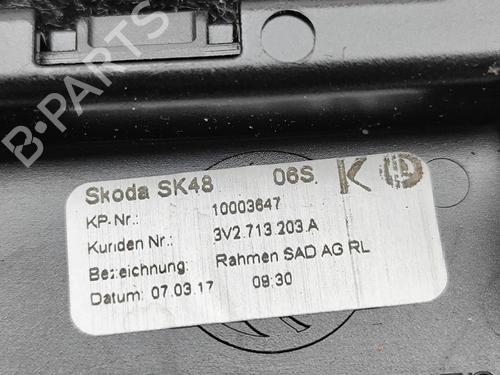 B-PARTS
Skoda SK48 06S. K
KP-Nr.: 10003647
Kunden Nr.: 3V2.713.203.A
Bezeichnung: Rahmen SAD AG RL
Datum: 07.03.17 09:30